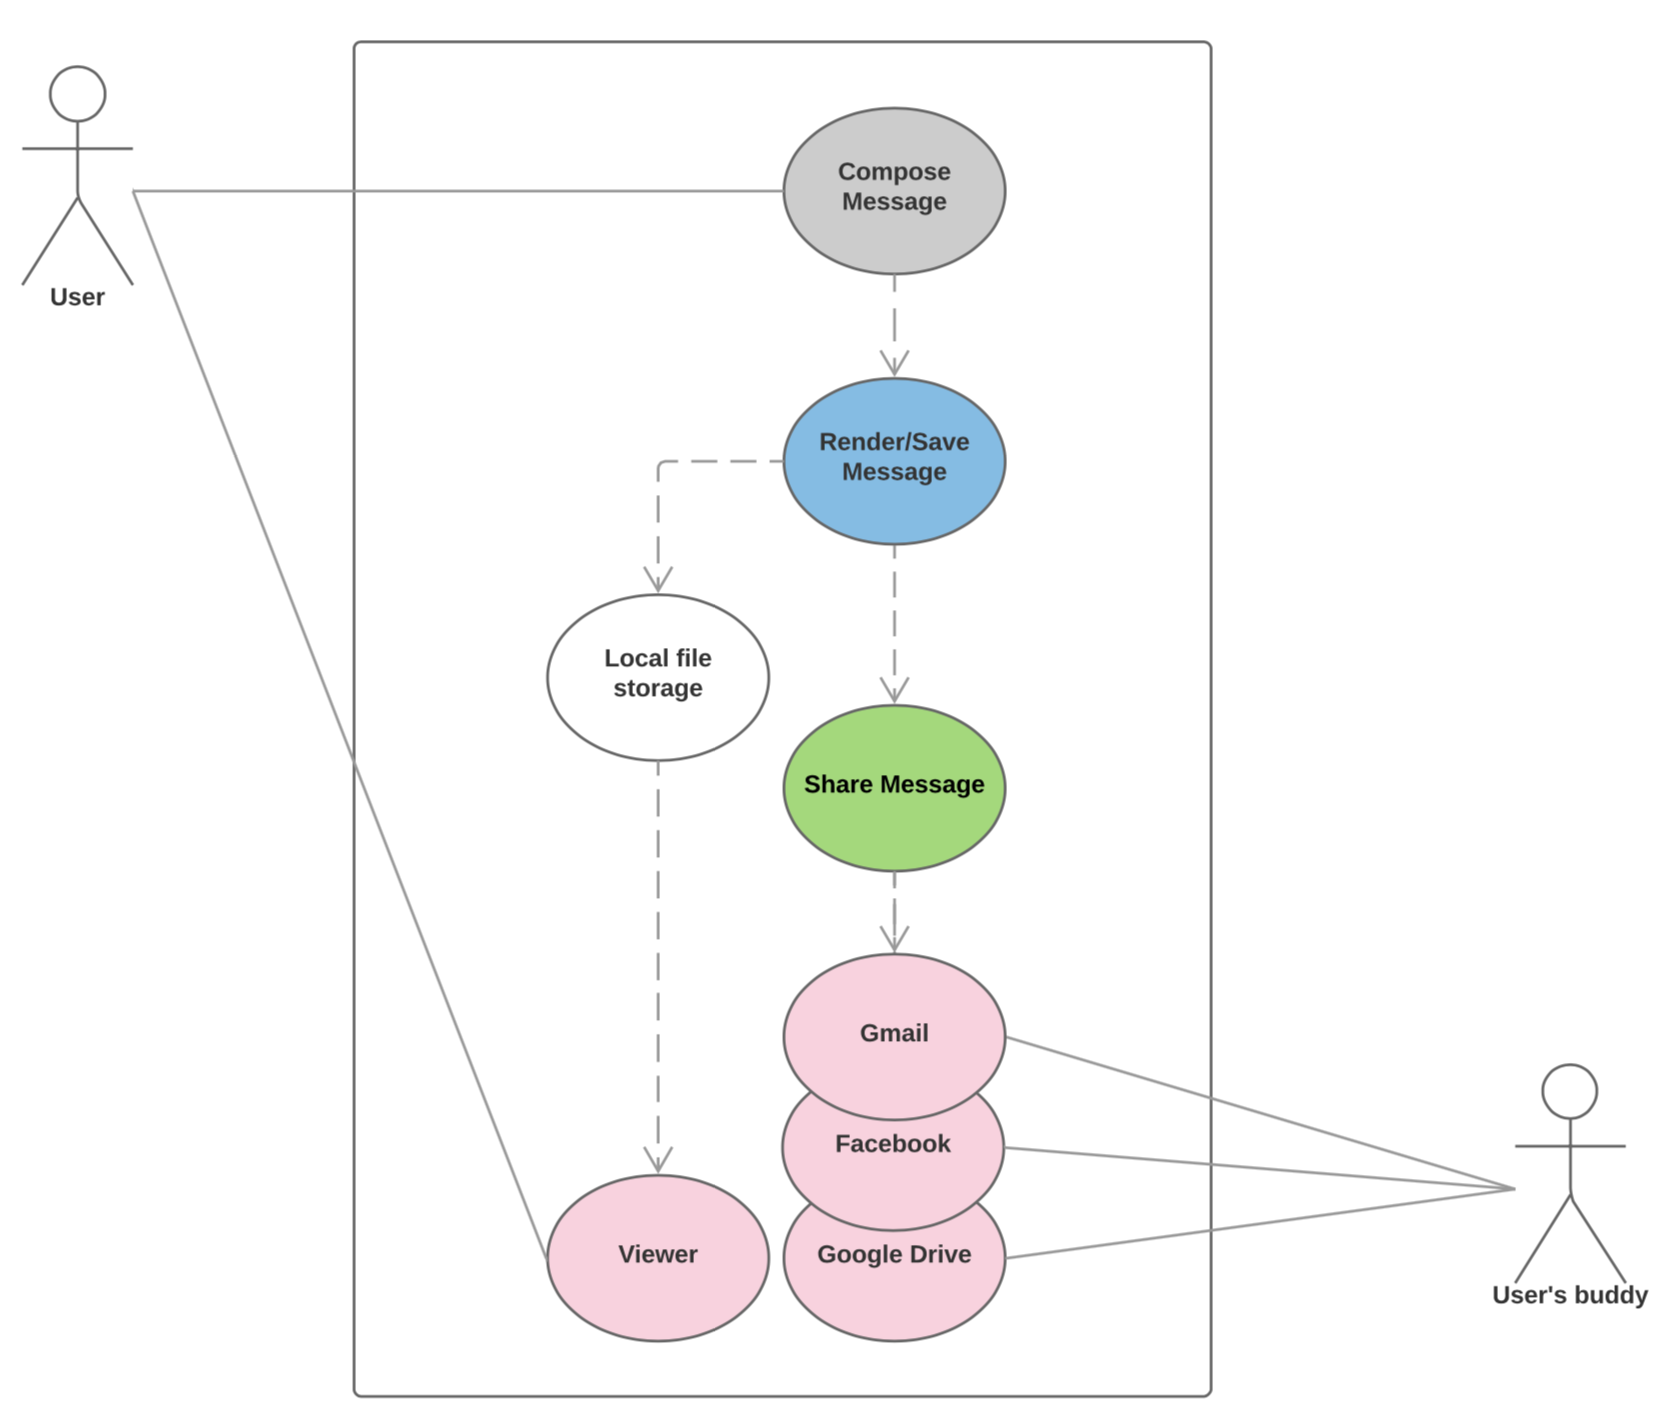 Compose
Message
User
Render/Save
Message
Local file
storage
Share Message
Gmail
Facebook
Viewer
Google Drive
User's buddy